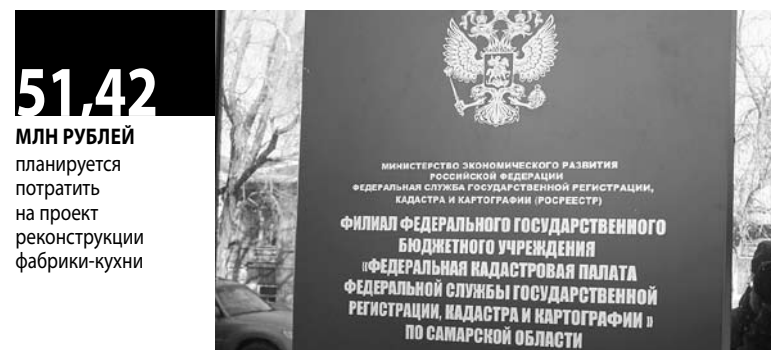 51,42
МЛН РУБЛЕЙ
планируется
потратить
на проект
реконструкции
фабрики-кухни
МИНИСТЕРСТВО ЭКОНОМИЧЕСКОГО РАЗВИТИЯ
РОССИЙСКОЙ ФЕДЕРАЦИИ
ФЕДЕРАЛЬНАЯ СЛУЖБА ГОСУДАРСТВЕННОЙ РЕГИСТРАЦИИ,
КАДАСТРА И КАРТОГРАФИИ (РОСРЕЕСТР)
ФИЛИАЛ ФЕДЕРАЛЬНОГО ГОСУДАРСТВЕННОГО
БЮДЖЕТНОГО УЧРЕЖДЕНИЯ
«ФЕДЕРАЛЬНАЯ КАДАСТРОВАЯ ПАЛАТА
ФЕДЕРАЛЬНОЙ СЛУЖБЫ ГОСУДАРСТВЕННОЙ
РЕГИСТРАЦИИ, КАДАСТРА И КАРТОГРАФИИ »
ПО САМАРСКОЙ ОБЛАСТИ